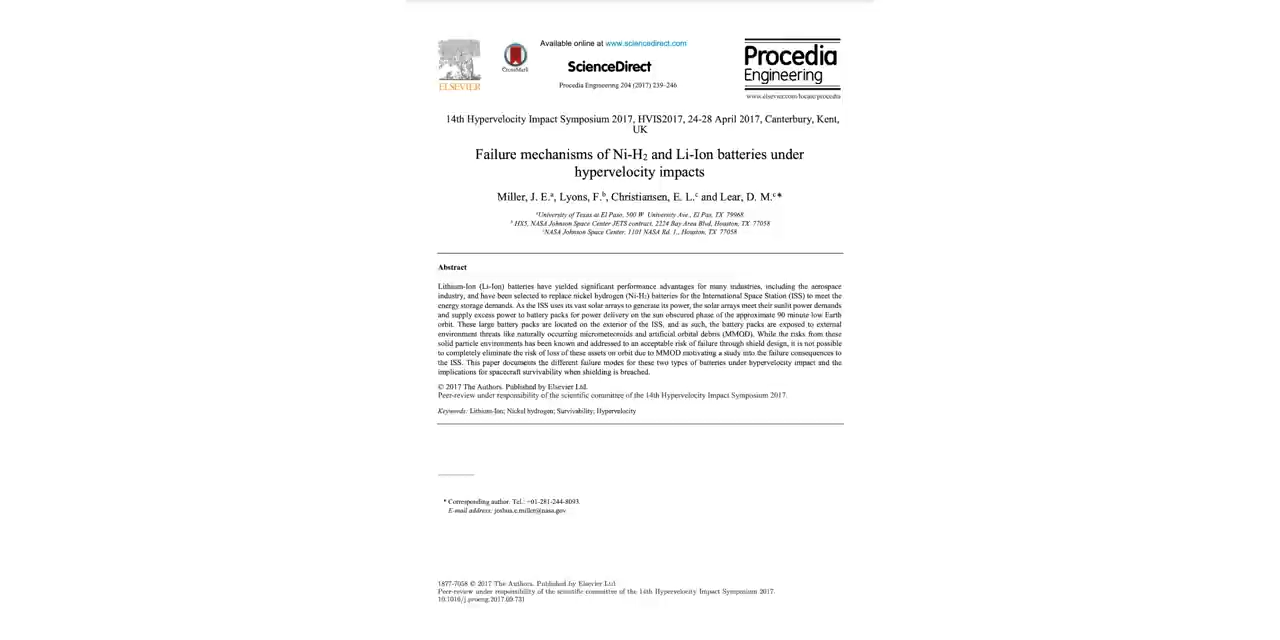 ELSEVIER
CrossMark
Available online at www.sciencedirect.com
ScienceDirect
Procedia Engineering 204 (2017) 239–246
Procedia
Engineering
www.elsevier.com/locate/procedia
14th Hypervelocity Impact Symposium 2017, HVIS2017, 24-28 April 2017, Canterbury, Kent,
UK
Failure mechanisms of Ni-H₂ and Li-Ion batteries under
hypervelocity impacts
Miller, J. E.ᵃ, Lyons, F.ᵇ, Christiansen, E. L.ᶜ and Lear, D. M.ᶜ*
ᵃUniversity of Texas at El Paso, 500 W University Ave., El Pas, TX 79968
ᵇ HX5, NASA Johnson Space Center JETS contract, 2224 Bay Area Blvd, Houston, TX 77058
ᶜNASA Johnson Space Center, 1101 NASA Rd. 1., Houston, TX 77058
Abstract
Lithium-Ion (Li-Ion) batteries have yielded significant performance advantages for many industries, including the aerospace
industry, and have been selected to replace nickel hydrogen (Ni-H₂) batteries for the International Space Station (ISS) to meet the
energy storage demands. As the ISS uses its vast solar arrays to generate its power, the solar arrays meet their sunlit power demands
and supply excess power to battery packs for power delivery on the sun obscured phase of the approximate 90 minute low Earth
orbit. These large battery packs are located on the exterior of the ISS, and as such, the battery packs are exposed to external
environment threats like naturally occurring micrometeoroids and artificial orbital debris (MMOD). While the risks from these
solid particle environments has been known and addressed to an acceptable risk of failure through shield design, it is not possible
to completely eliminate the risk of loss of these assets on orbit due to MMOD motivating a study into the failure consequences to
the ISS. This paper documents the different failure modes for these two types of batteries under hypervelocity impact and the
implications for spacecraft survivability when shielding is breached.
© 2017 The Authors. Published by Elsevier Ltd.
Peer-review under responsibility of the scientific committee of the 14th Hypervelocity Impact Symposium 2017.
Keywords: Lithium-Ion; Nickel hydrogen; Survivability; Hypervelocity
* Corresponding author. Tel.: +01-281-244-8093.
E-mail address: joshua.e.miller@nasa.gov
1877-7058 © 2017 The Authors. Published by Elsevier Ltd.
Peer-review under responsibility of the scientific committee of the 14th Hypervelocity Impact Symposium 2017.
10.1016/j.proeng.2017.09.731